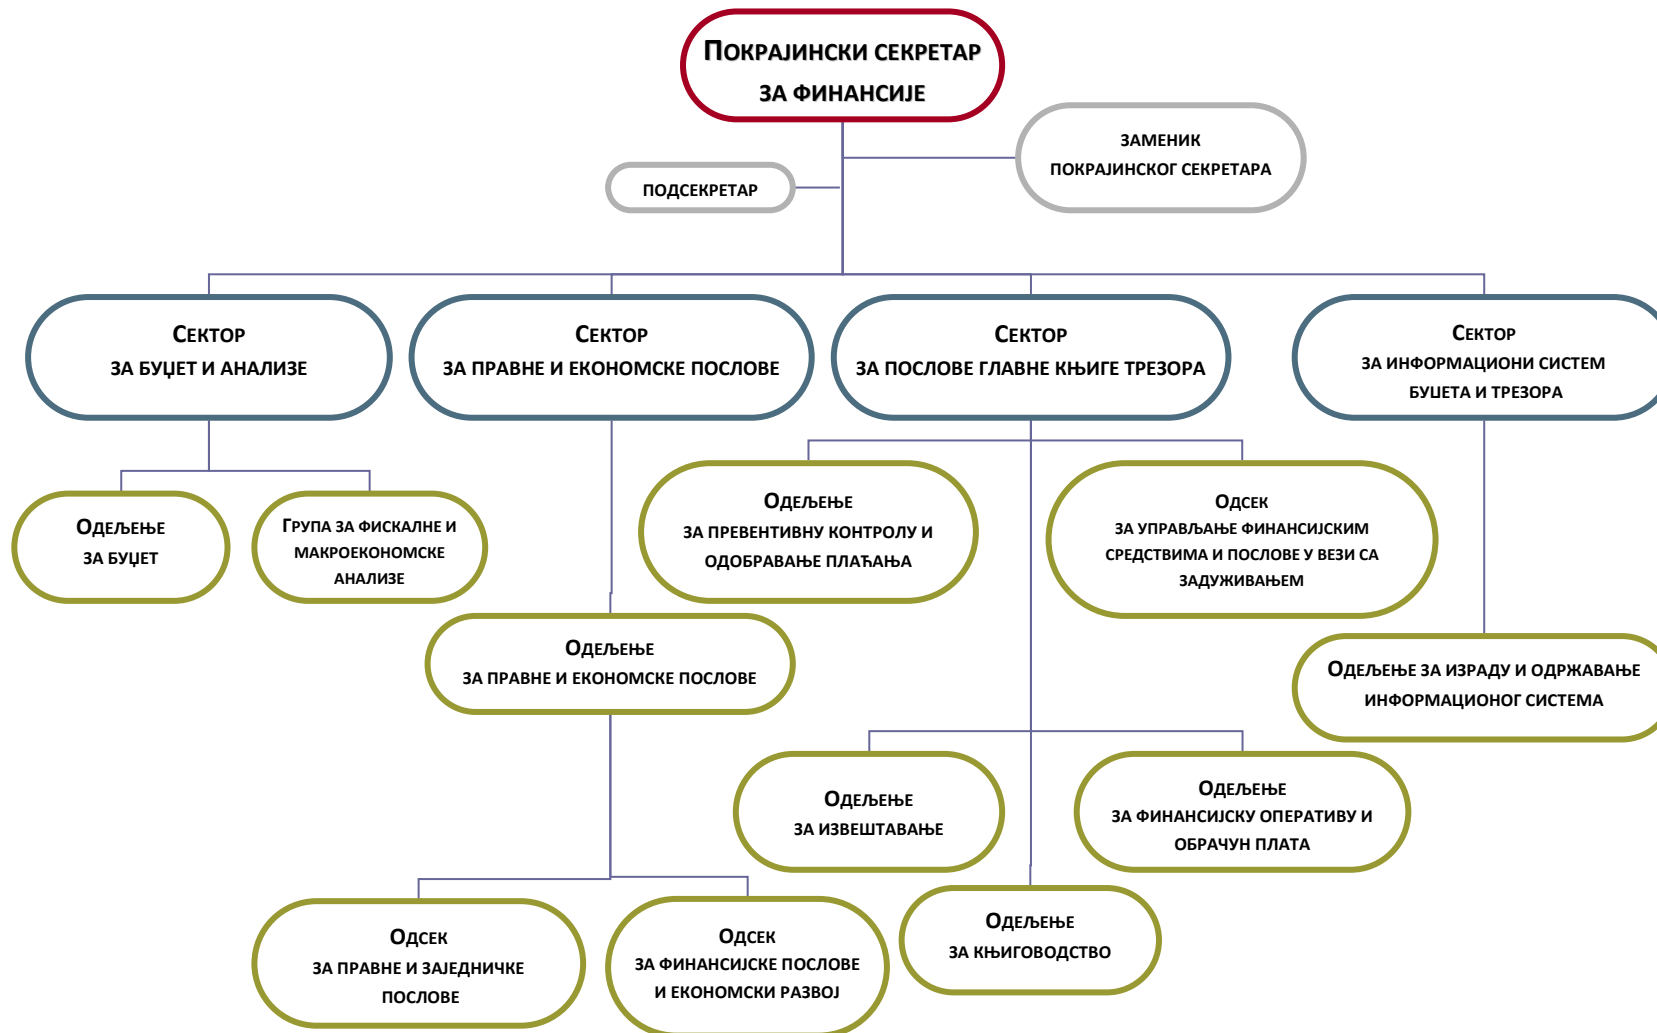 ПОКРАЈИНСКИ СЕКРЕТАР
ЗА ФИНАНСИЈЕ
ЗАМЕНИК
ПОКРАЈИНСКОГ СЕКРЕТАРА
ПОДСЕКРЕТАР
СЕКТОР
ЗА БУЏЕТ И АНАЛИЗЕ
СЕКТОР
ЗА ПРАВНЕ И ЕКОНОМСКЕ ПОСЛОВЕ
СЕКТОР
ЗА ПОСЛОВЕ ГЛАВНЕ КЊИГЕ ТРЕЗОРА
СЕКТОР
ЗА ИНФОРМАЦИОНИ СИСТЕМ
БУЏЕТА И ТРЕЗОРА
ОДЕЉЕЊЕ
ЗА БУЏЕТ
ГРУПА ЗА ФИСКАЛНЕ И
МАКРОЕКОНОМСКЕ
АНАЛИЗЕ
ОДЕЉЕЊЕ
ЗА ПРЕВЕНТИВНУ КОНТРОЛУ И
ОДОБРАВАЊЕ ПЛАЋАЊА
ОДСЕК
ЗА УПРАВЉАЊЕ ФИНАНСИЈСКИМ
СРЕДСТВИМА И ПОСЛОВЕ У ВЕЗИ СА
ЗАДУЖИВАЊЕМ
ОДЕЉЕЊЕ
ЗА ПРАВНЕ И ЕКОНОМСКЕ ПОСЛОВЕ
ОДЕЉЕЊЕ ЗА ИЗРАДУ И ОДРЖАВАЊЕ
ИНФОРМАЦИОНОГ СИСТЕМА
ОДЕЉЕЊЕ
ЗА ИЗВЕШТАВАЊЕ
ОДЕЉЕЊЕ
ЗА ФИНАНСИЈСКУ ОПЕРАТИВУ И
ОБРАЧУН ПЛАТА
ОДСЕК
ЗА ПРАВНЕ И ЗАЈЕДНИЧКЕ
ПОСЛОВЕ
ОДСЕК
ЗА ФИНАНСИЈСКЕ ПОСЛОВЕ
И ЕКОНОМСКИ РАЗВОЈ
ОДЕЉЕЊЕ
ЗА КЊИГОВОДСТВО